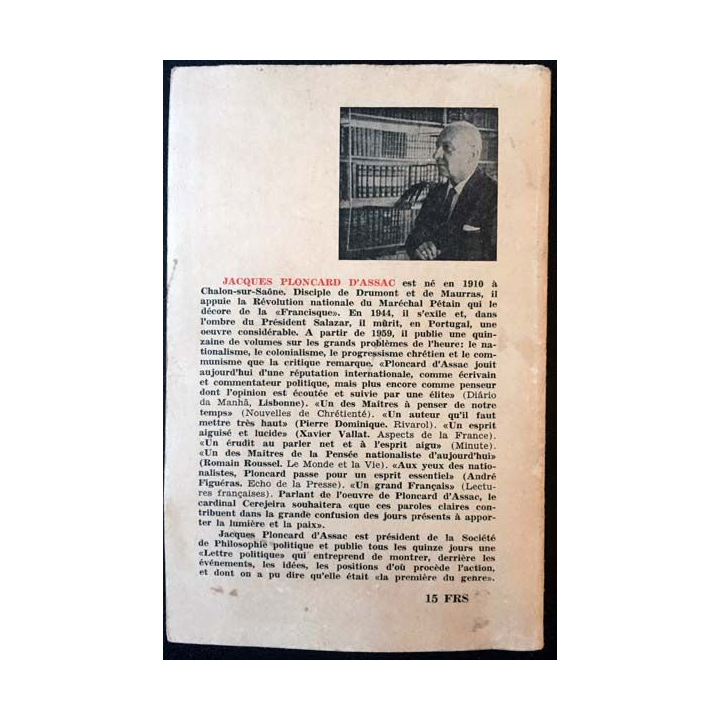 JACQUES PLONCARD D'ASSAC est né en 1910 à
Chalon-sur-Saône. Disciple de Drumont et de Maurras, il
appuie la Révolution nationale du Maréchal Pétain qui le
décore de la «Francisque». En 1944, il s'exile et, dans
l'ombre du Président Salazar, il mûrit, en Portugal, une
oeuvre considérable. A partir de 1959, il publie une quin-
zaine de volumes sur les grands problèmes de l'heure: le na-
tionalisme, le colonialisme, le progressisme chrétien et le com-
munisme que la critique remarque. «Ploncard d'Assac jouit
aujourd'hui d'une réputation internationale, comme écrivain
et commentateur politique, mais plus encore comme penseur
dont l'opinion est écoutée et suivie par une élite» (Diário
da Manhã, Lisbonne). «Un des Maîtres à penser de notre
temps» (Nouvelles de Chrétienté). «Un auteur qu'il faut
mettre très haut» (Pierre Dominique. Rivarol). «Un esprit
aiguisé et lucide» (Xavier Vallat. Aspects de la France).
«Un érudit au parler net et à l'esprit aigu» (Minute).
«Un des Maîtres de la Pensée nationaliste d'aujourd'hui»
(Romain Roussel. Le Monde et la Vie). «Aux yeux des natio-
nalistes, Ploncard passe pour un esprit essentiel» (André
Figuéras. Echo de la Presse). «Un grand Français» (Lectu-
res françaises). Parlant de l'oeuvre de Ploncard d'Assac, le
cardinal Cerejeira souhaitera «que ces paroles claires con-
tribuent dans la grande confusion des jours présents à appor-
ter la lumière et la paix».
Jacques Ploncard d'Assac est président de la Société
de Philosophie politique et publie tous les quinze jours une
«Lettre politique» qui entreprend de montrer, derrière les
événements, les idées, les positions d'où procède l'action,
et dont on a pu dire qu'elle était «la première du genre».
15 FRS